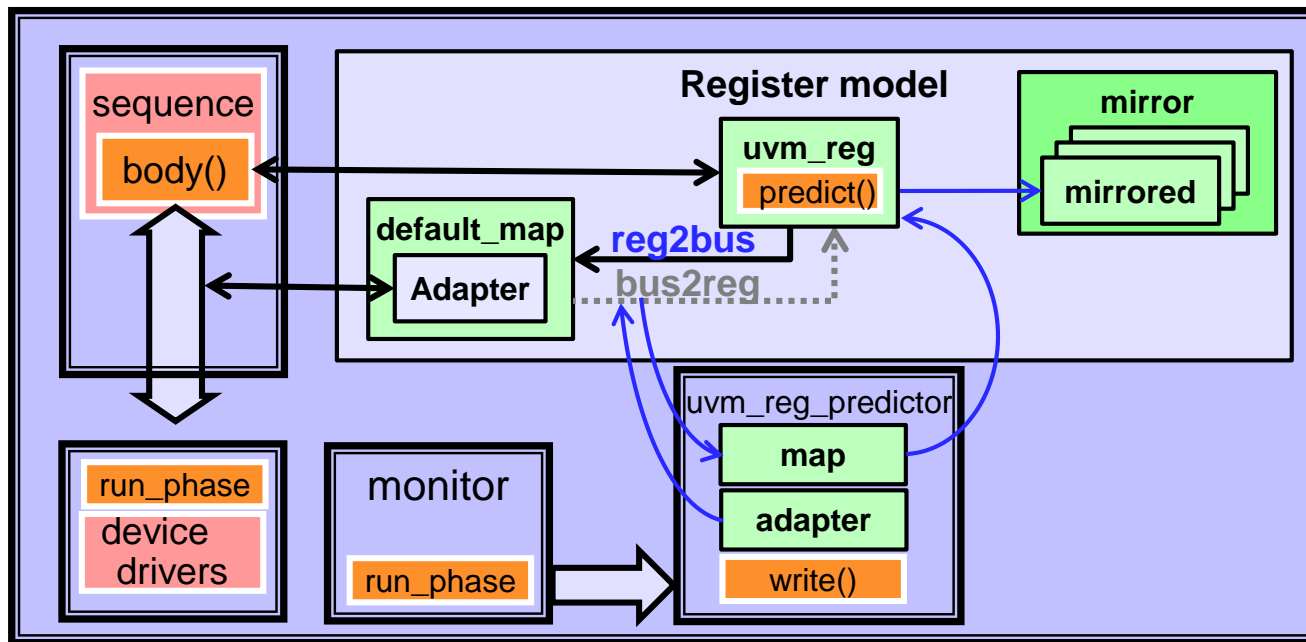 sequence
body()
Register model
uvm_reg
predict()
mirror
mirrored
default_map
Adapter
reg2bus
bus2reg
uvm_reg_predictor
map
adapter
write()
run_phase
device
drivers
monitor
run_phase